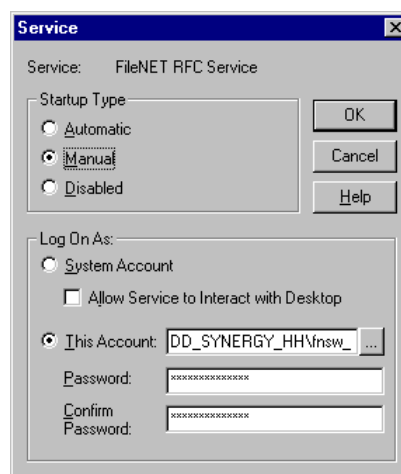 Service
Service: FileNET RFC Service
Startup Type
Automatic
Manual
Disabled
OK
Cancel
Help
Log On As:
System Account
Allow Service to Interact with Desktop
This Account: DD_SYNERGY_HH\fnsw_ ...
Password: **************
Confirm
Password: **************